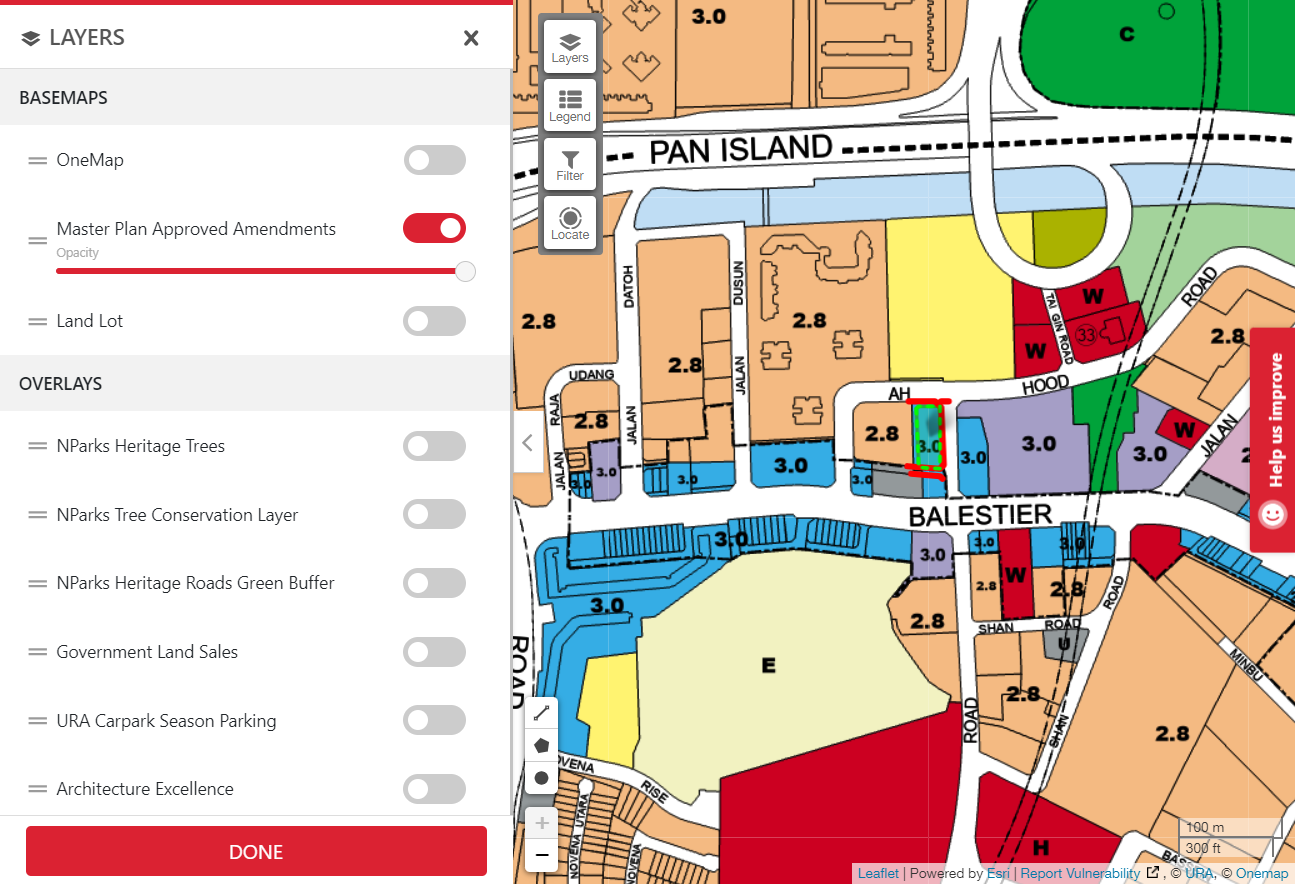 LAYERS
BASEMAPS
OneMap
Master Plan Approved Amendments
Opacity
Land Lot
OVERLAYS
NParks Heritage Trees
NParks Tree Conservation Layer
NParks Heritage Roads Green Buffer
Government Land Sales
URA Carpark Season Parking
Architecture Excellence
DONE
Layers
Legend
Filter
Locate
3.0
C
PAN ISLAND
DATOH
DUSUN
2.8
2.8
2.8
W
TAI GIN ROAD
33
W
ROAD
2.8
UDANG
JALAN
AH
HOOD
RAJA
JALAN
2.8
JALAN
2.8
3.0
3.0
W
JALAN
2
3.0
3.0
3.0
3.0
3.0
3.0
3.0
BALESTIER
3.0
3.0
3.0
3.0
W
2.8
2.8
ROAD
3.0
2.8
SHAN
ROAD
U
MINBU
E
ROAD
2.8
SHAN
ROAD
2.8
NOVENA
RISE
NOVENA UTARA
NOVENA
H
BASSE
Help us improve
100 m
300 ft
Leaflet | Powered by Esri | Report Vulnerability , © URA, © Onemap